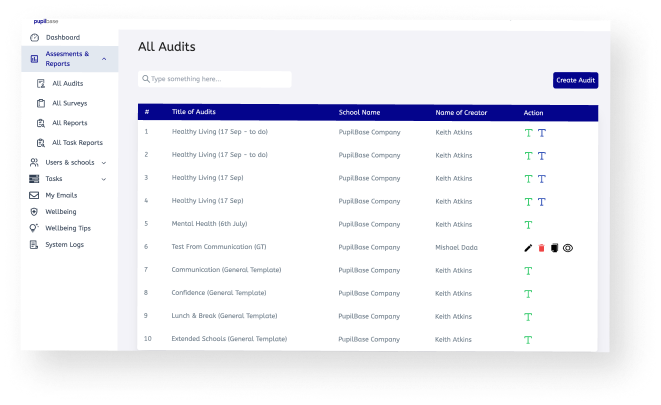 pupilbase
Dashboard
Assesments &
Reports
All Audits
All Surveys
All Reports
All Task Reports
Users & schools
Tasks
My Emails
Wellbeing
Wellbeing Tips
System Logs
All Audits
Type something here...
Create Audit
# Title of Audits School Name Name of Creator Action
1 Healthy Living (17 Sep - to do) PupilBase Company Keith Atkins T T
2 Healthy Living (17 Sep - to do) PupilBase Company Keith Atkins T T
3 Healthy Living (17 Sep) PupilBase Company Keith Atkins T T
4 Healthy Living (17 Sep) PupilBase Company Keith Atkins T T
5 Mental Health (6th July) PupilBase Company Keith Atkins T
6 Test From Communication (GT) PupilBase Company Mishael Dada
7 Communication (General Template) PupilBase Company Keith Atkins T
8 Confidence (General Template) PupilBase Company Keith Atkins T
9 Lunch & Break (General Template) PupilBase Company Keith Atkins T
10 Extended Schools (General Template) PupilBase Company Keith Atkins T